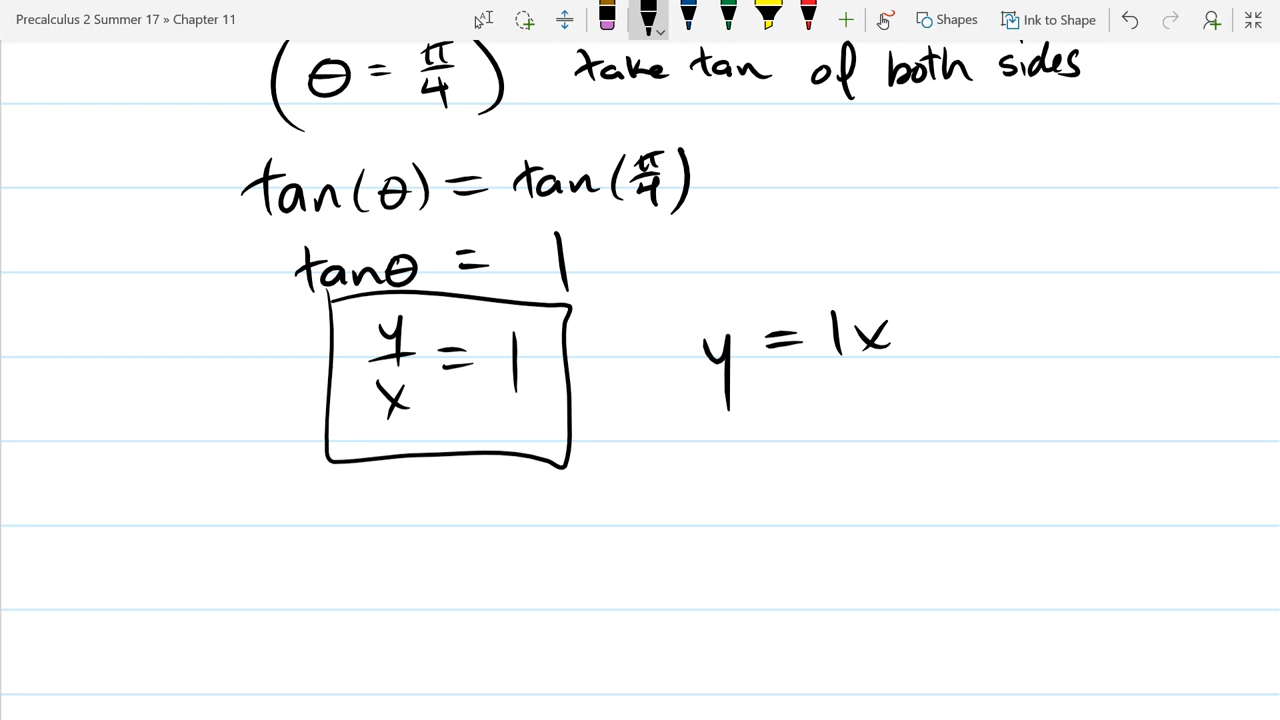 Precalculus 2 Summer 17 » Chapter 11
Shapes
Ink to Shape
(θ = π/4) take tan of both sides
tan(θ) = tan(π/4)
tanθ = 1
y/x = 1 y = 1x